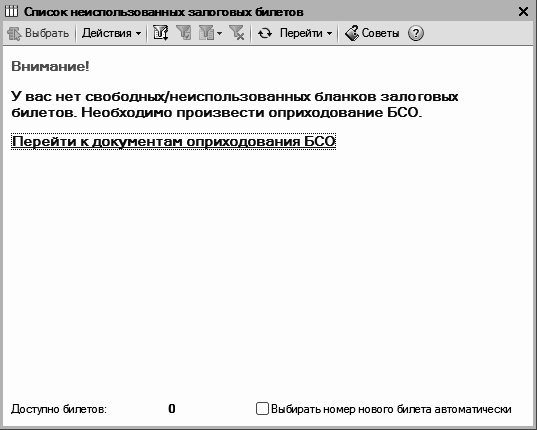 Список неиспользованных залоговых билетов
Выбрать Действия Перейти Советы ?
Внимание!
У вас нет свободных/неиспользованных бланков залоговых
билетов. Необходимо произвести оприходование БСО.
Перейти к документам оприходования БСО
Доступно билетов: 0 Выбирать номер нового билета автоматически